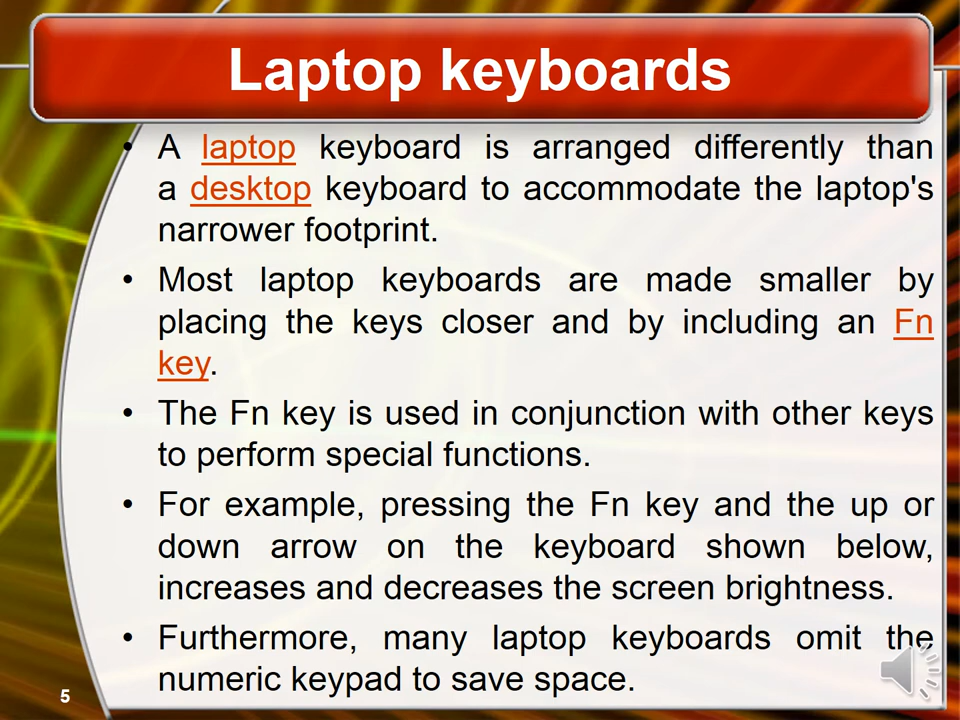 Laptop keyboards
• A laptop keyboard is arranged differently than
a desktop keyboard to accommodate the laptop's
narrower footprint.
• Most laptop keyboards are made smaller by
placing the keys closer and by including an Fn
key.
• The Fn key is used in conjunction with other keys
to perform special functions.
• For example, pressing the Fn key and the up or
down arrow on the keyboard shown below,
increases and decreases the screen brightness.
• Furthermore, many laptop keyboards omit the
numeric keypad to save space.
5